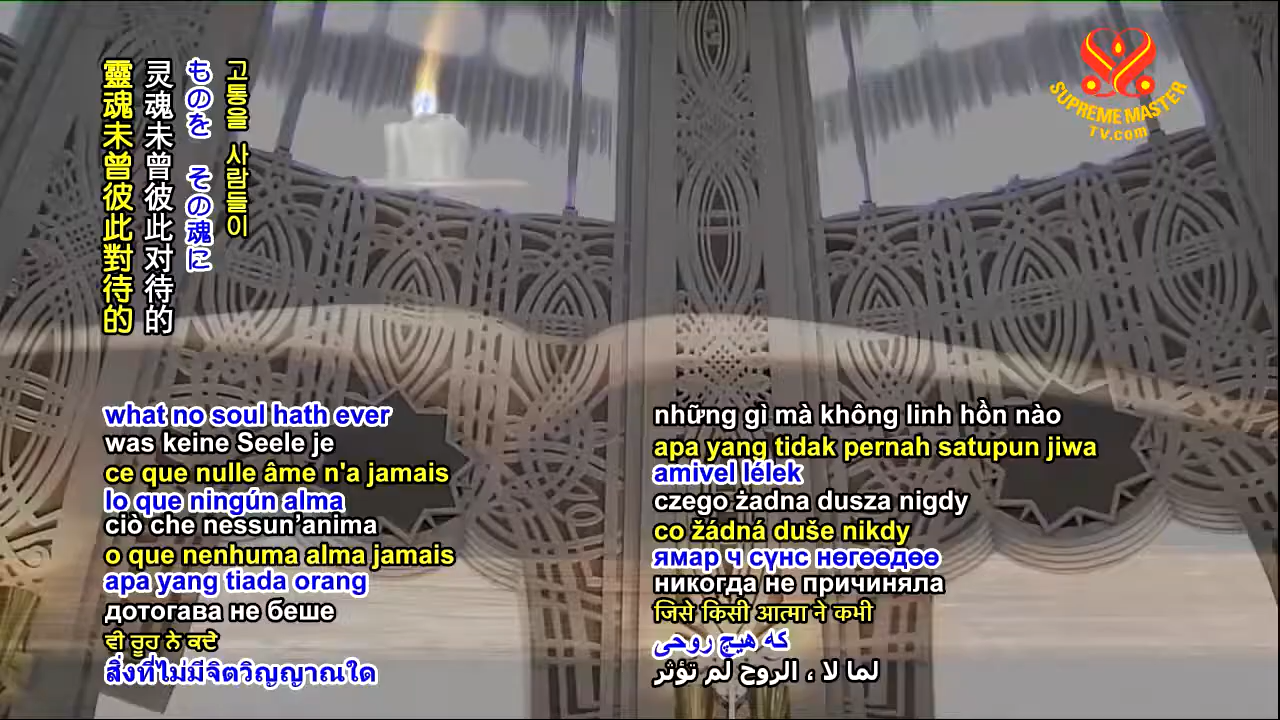 고통을 사람들이
ものを その魂に
灵魂未曾彼此对待的
靈魂未曾彼此對待的
SUPREME MASTER
TV.com
what no soul hath ever
was keine Seele je
ce que nulle âme n'a jamais
lo que ningún alma
ciò che nessun’anima
o que nenhuma alma jamais
apa yang tiada orang
дотогава не беше
ਵੀ ਰੂਹ ਨੇ ਕਦੇ
สิ่งที่ไม่มีจิตวิญญาณใด
những gì mà không linh hồn nào
apa yang tidak pernah satupun jiwa
amivel lélek
czego żadna dusza nigdy
co žádná duše nikdy
ямар ч сүнс нөгөөдөө
никогда не причиняла
जिसे किसी आत्मा ने कभी
که هیچ روحی
لما لا ، الروح لم تؤثر